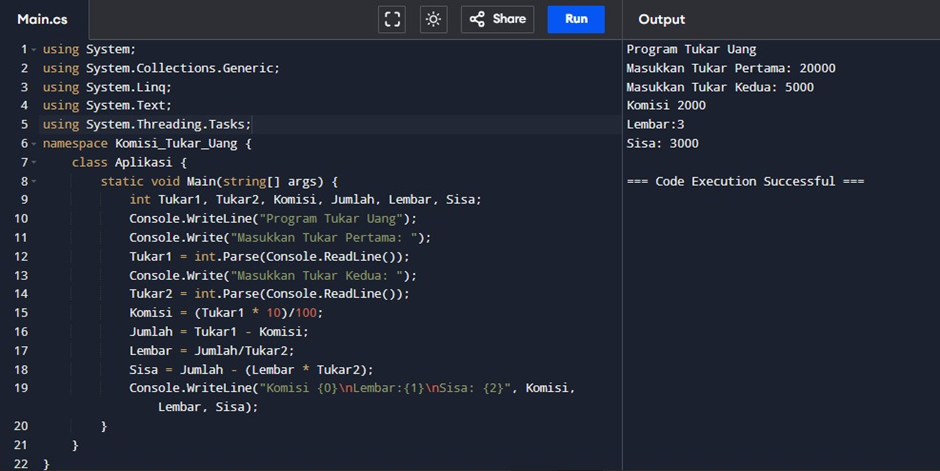 Main.cs
Share
Run
Output
1 using System;
2 using System.Collections.Generic;
3 using System.Linq;
4 using System.Text;
5 using System.Threading.Tasks;
6 namespace Komisi_Tukar_Uang {
7 class Aplikasi {
8 static void Main(string[] args) {
9 int Tukar1, Tukar2, Komisi, Jumlah, Lembar, Sisa;
10 Console.WriteLine("Program Tukar Uang");
11 Console.Write("Masukkan Tukar Pertama: ");
12 Tukar1 = int.Parse(Console.ReadLine());
13 Console.Write("Masukkan Tukar Kedua: ");
14 Tukar2 = int.Parse(Console.ReadLine());
15 Komisi = (Tukar1 * 10)/100;
16 Jumlah = Tukar1 - Komisi;
17 Lembar = Jumlah/Tukar2;
18 Sisa = Jumlah - (Lembar * Tukar2);
19 Console.WriteLine("Komisi {0}\nLembar:{1}\nSisa: {2}", Komisi,
Lembar, Sisa);
20 }
21 }
22 }
Program Tukar Uang
Masukkan Tukar Pertama: 20000
Masukkan Tukar Kedua: 5000
Komisi 2000
Lembar:3
Sisa: 3000
=== Code Execution Successful ===